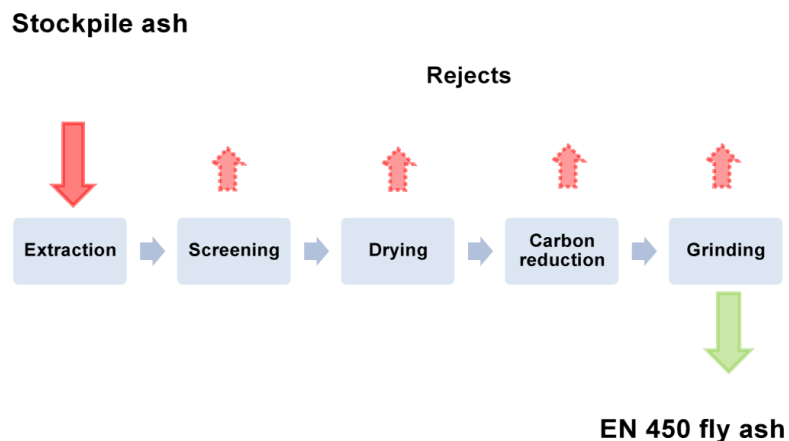 Stockpile ash
Rejects
Extraction
Screening
Drying
Carbon
reduction
Grinding
EN 450 fly ash